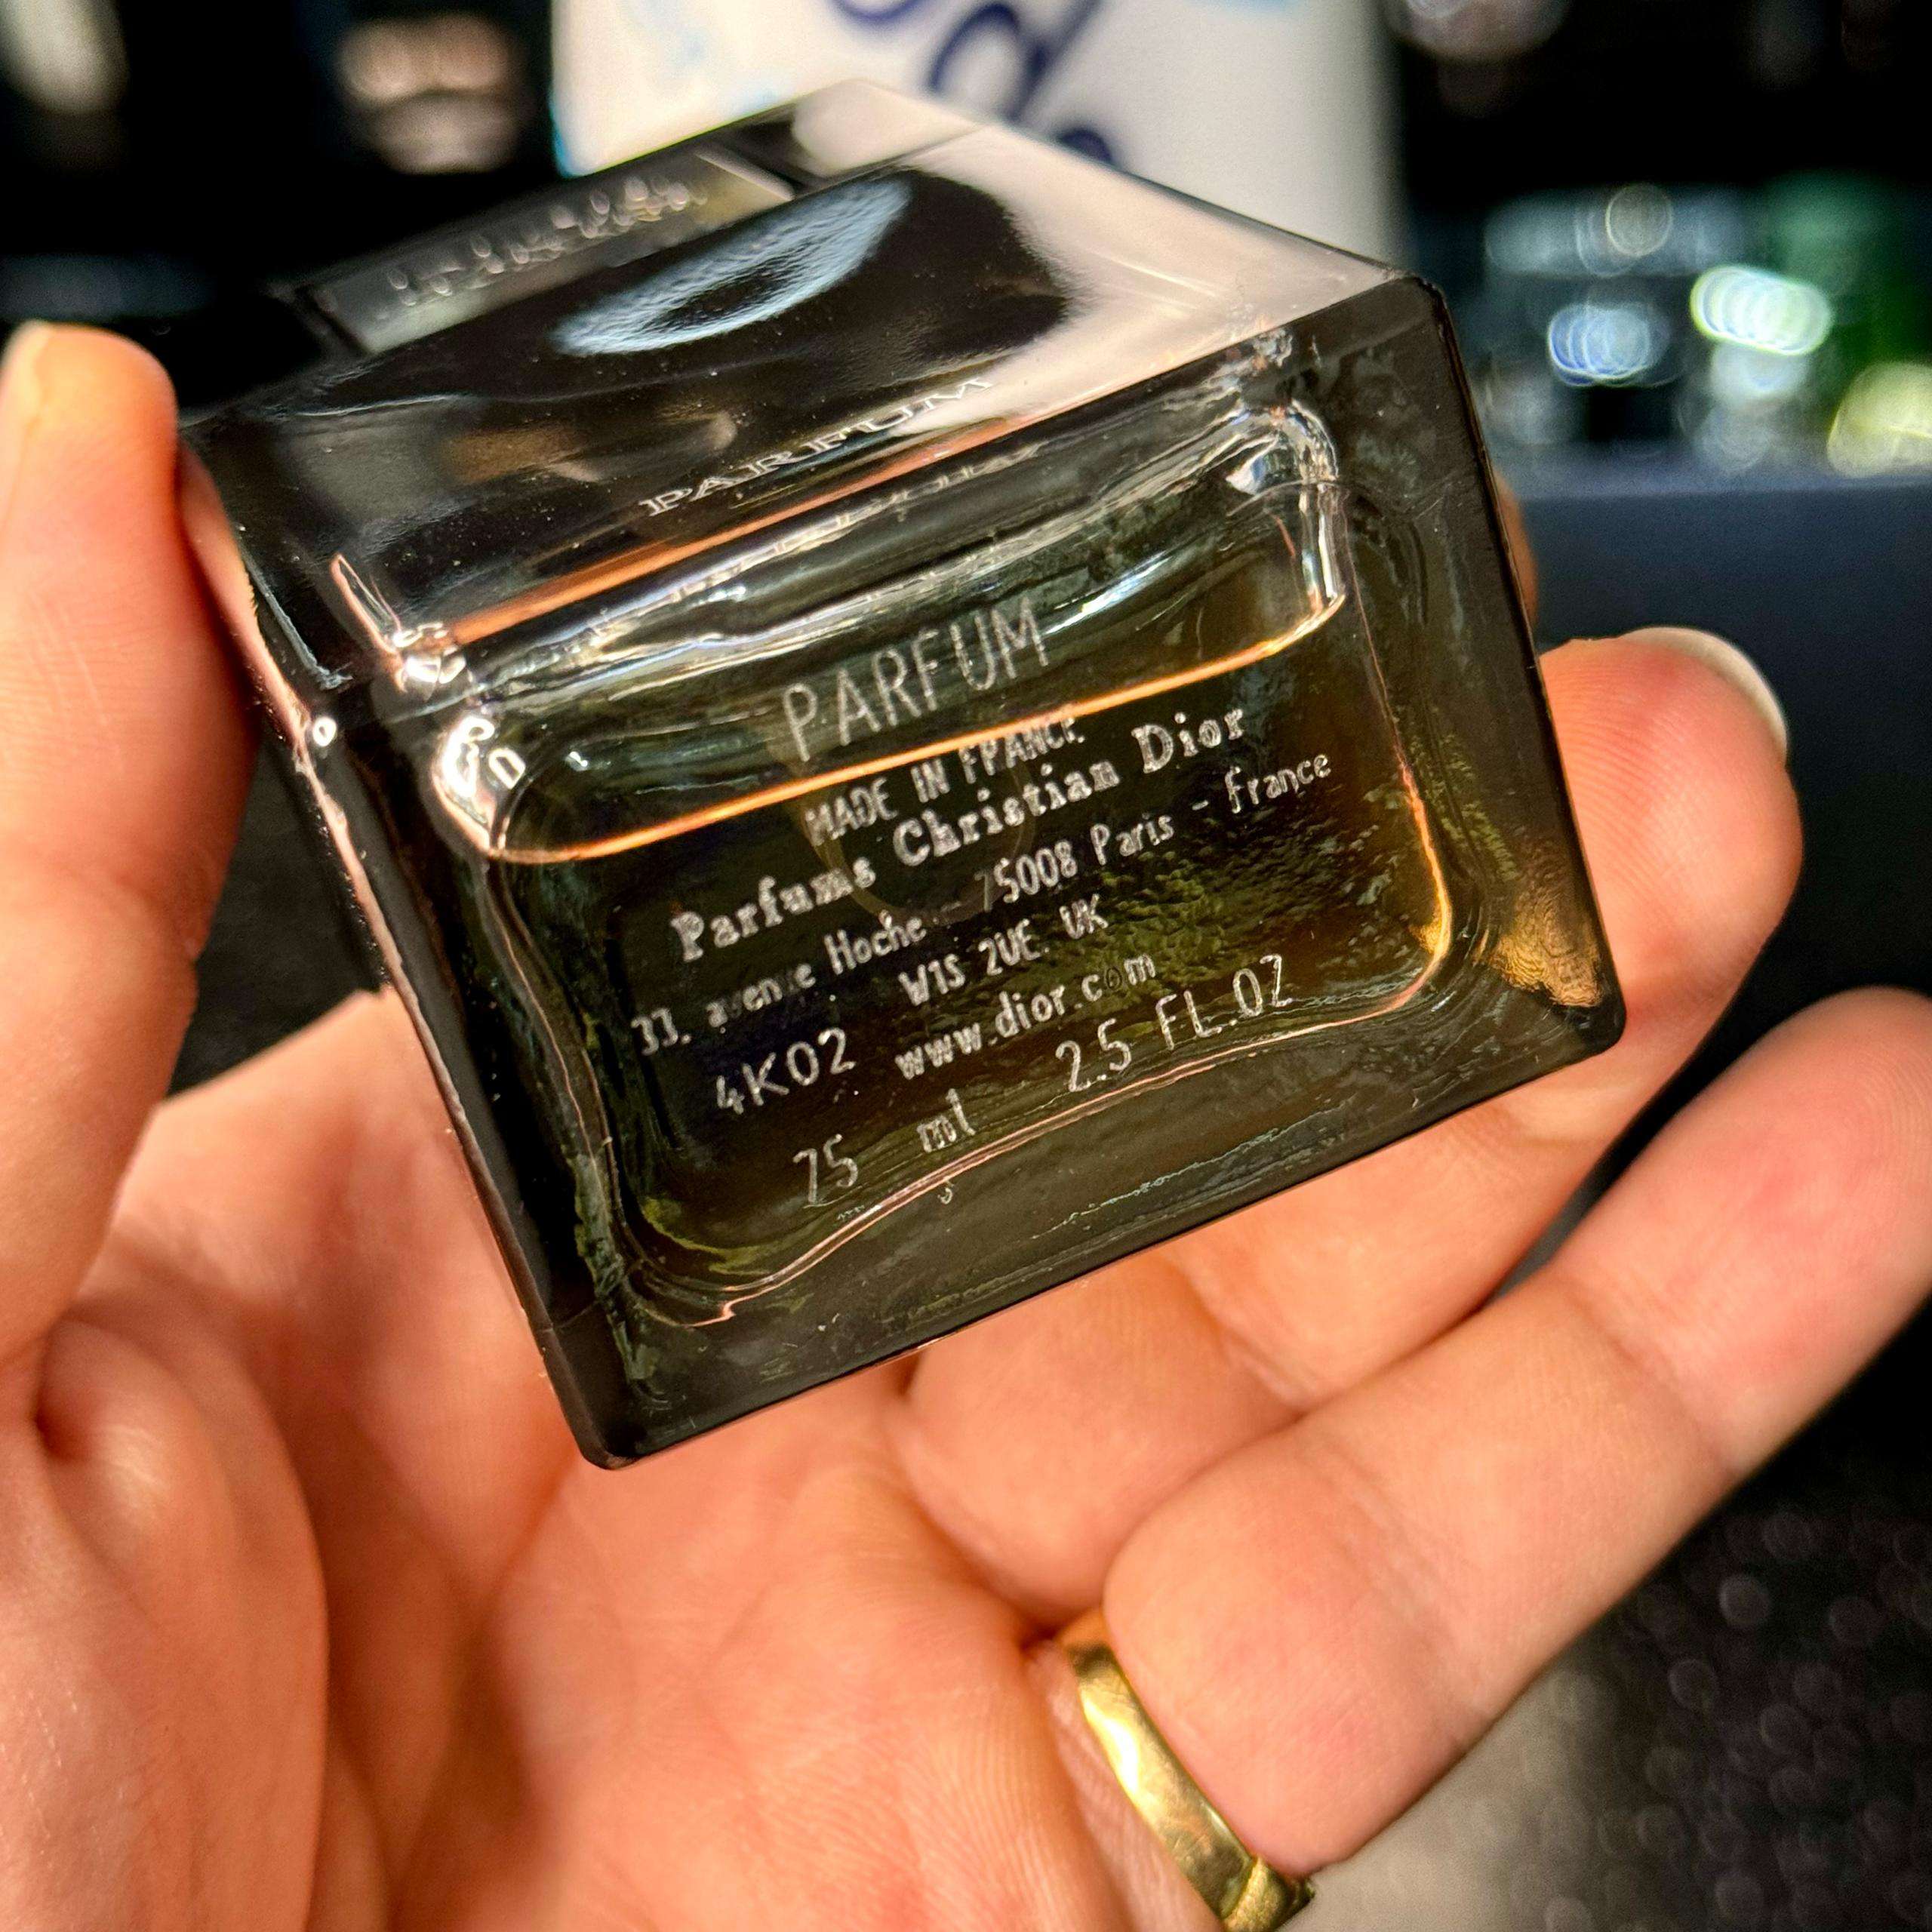 PARFUM
PARFUM
MADE IN FRANCE
Parfums Christian Dior
33, avenue Hoche - 75008 Paris - France
W1S 2UE. UK
4K02 www.dior.com
75 ml 2.5 FL.OZ